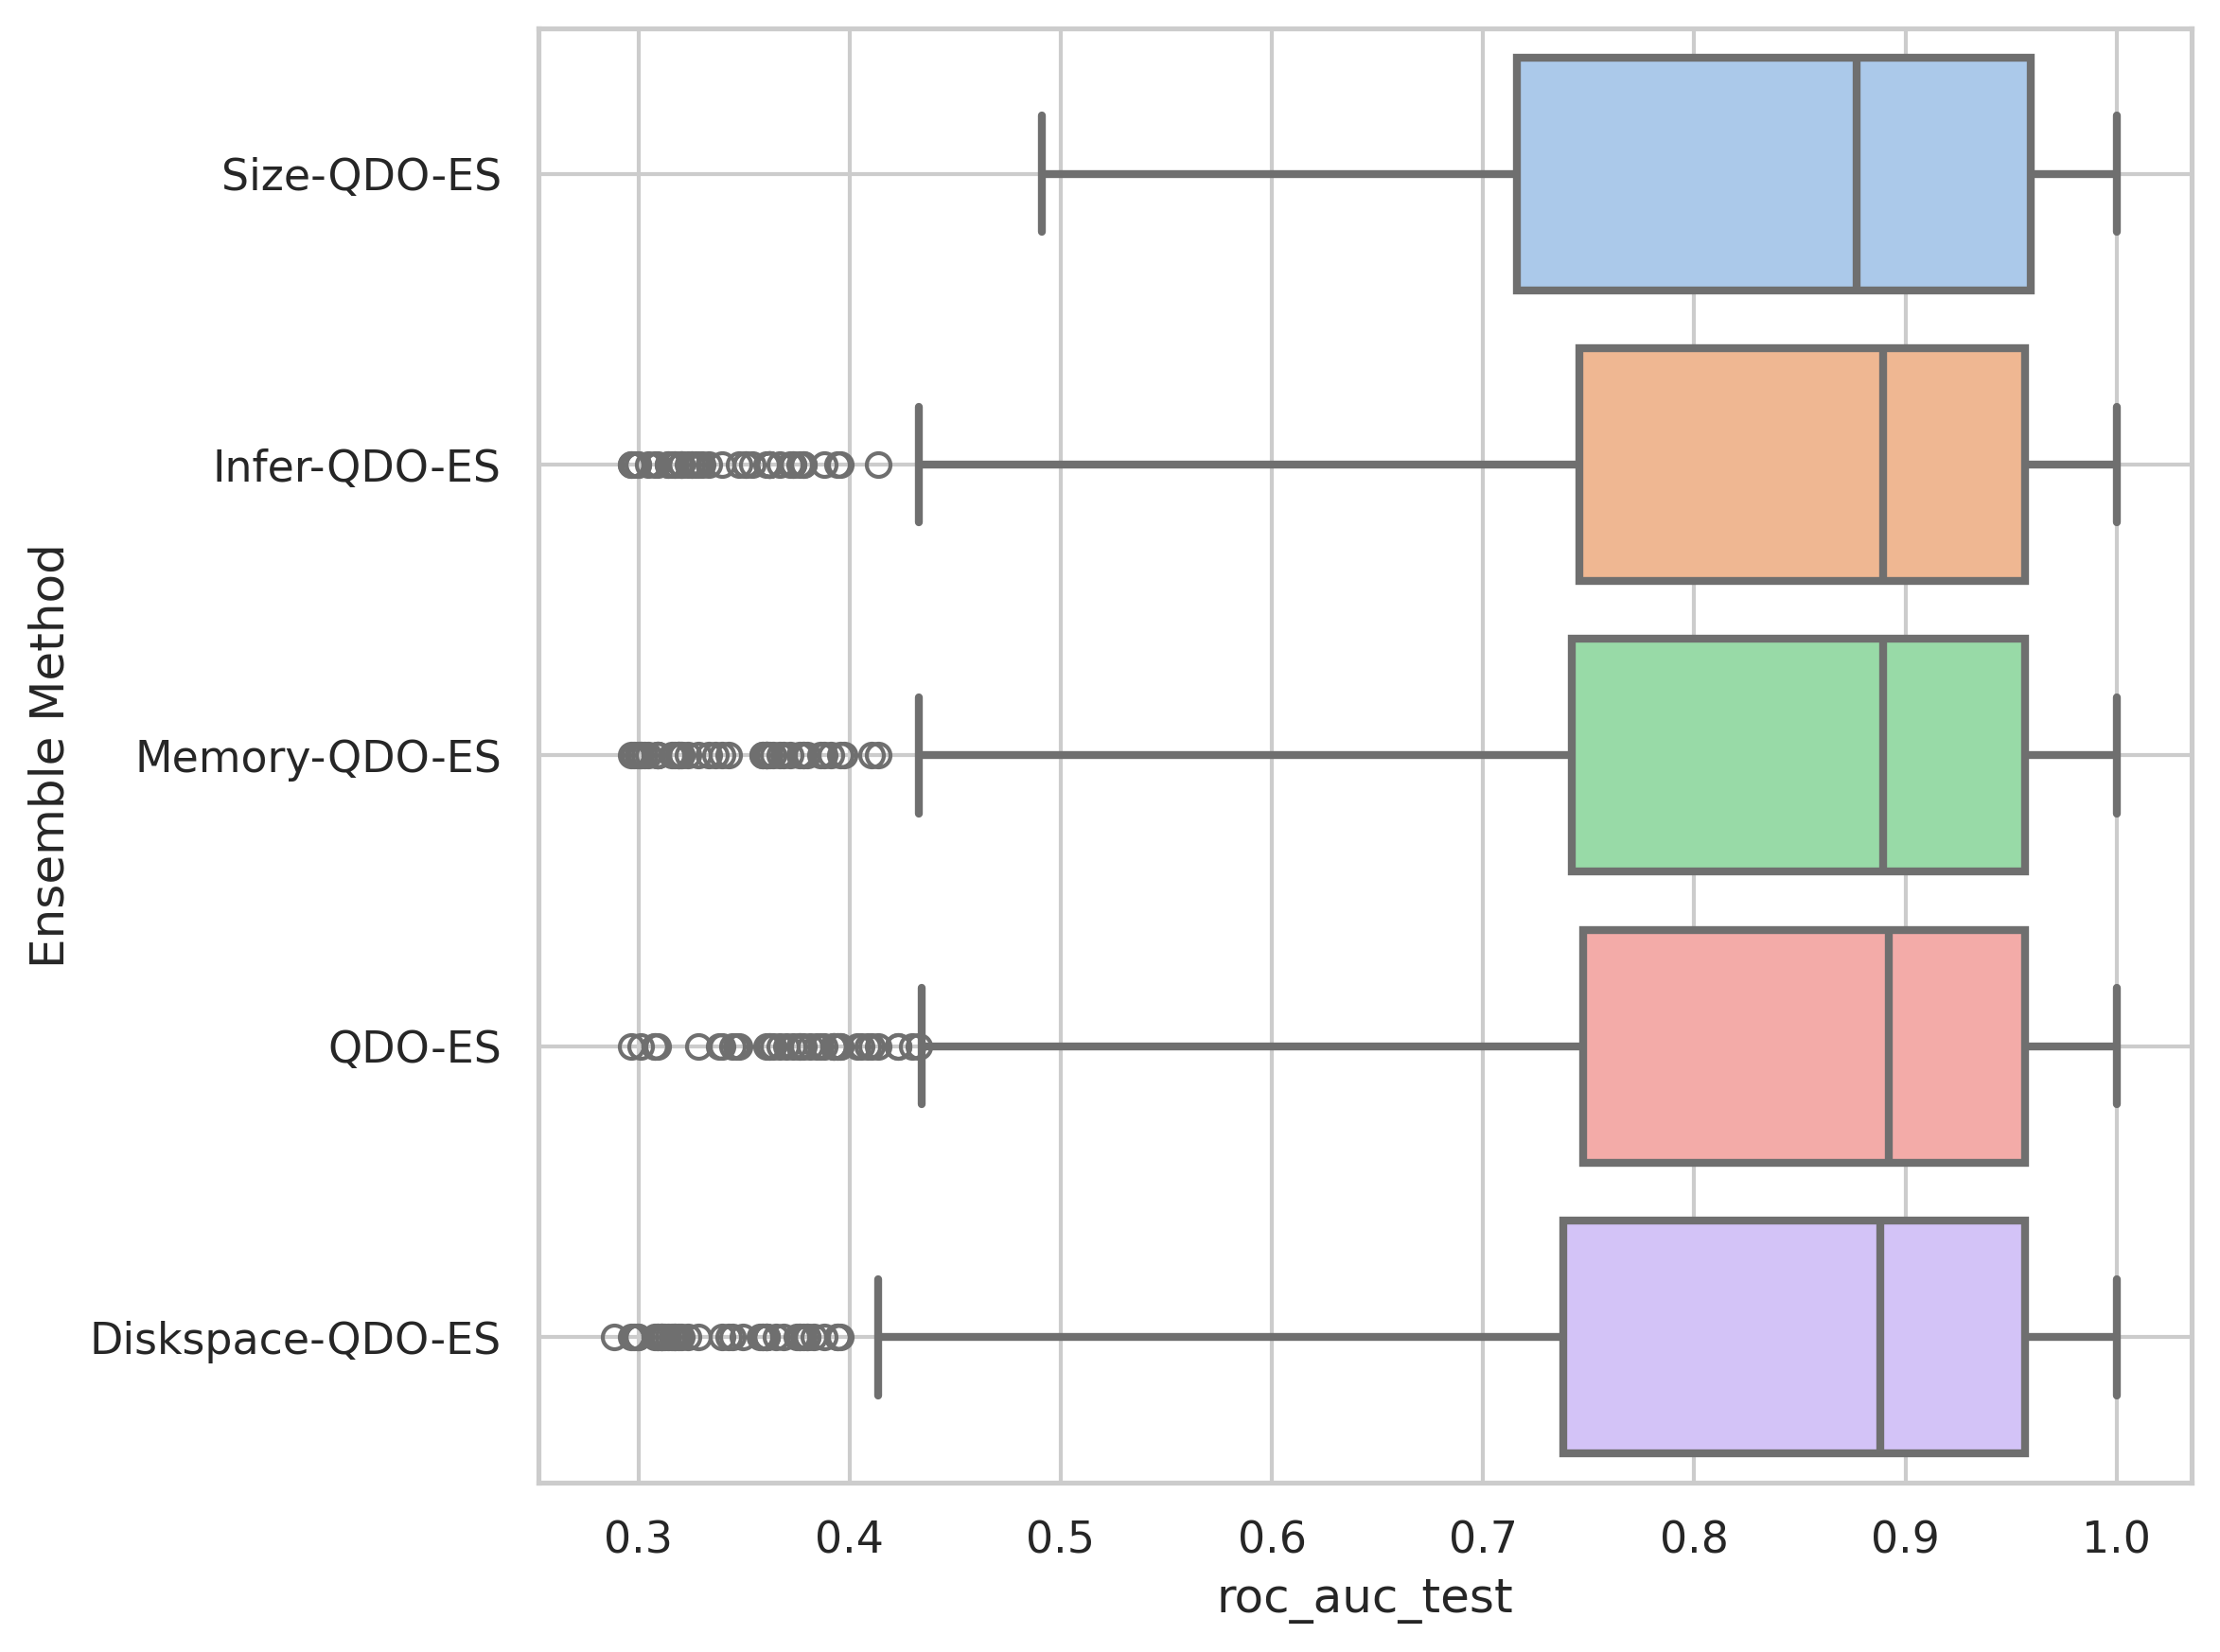 Ensemble Method
Size-QDO-ES
Infer-QDO-ES
Memory-QDO-ES
QDO-ES
Diskspace-QDO-ES
0.3 0.4 0.5 0.6 0.7 0.8 0.9 1.0
roc_auc_test